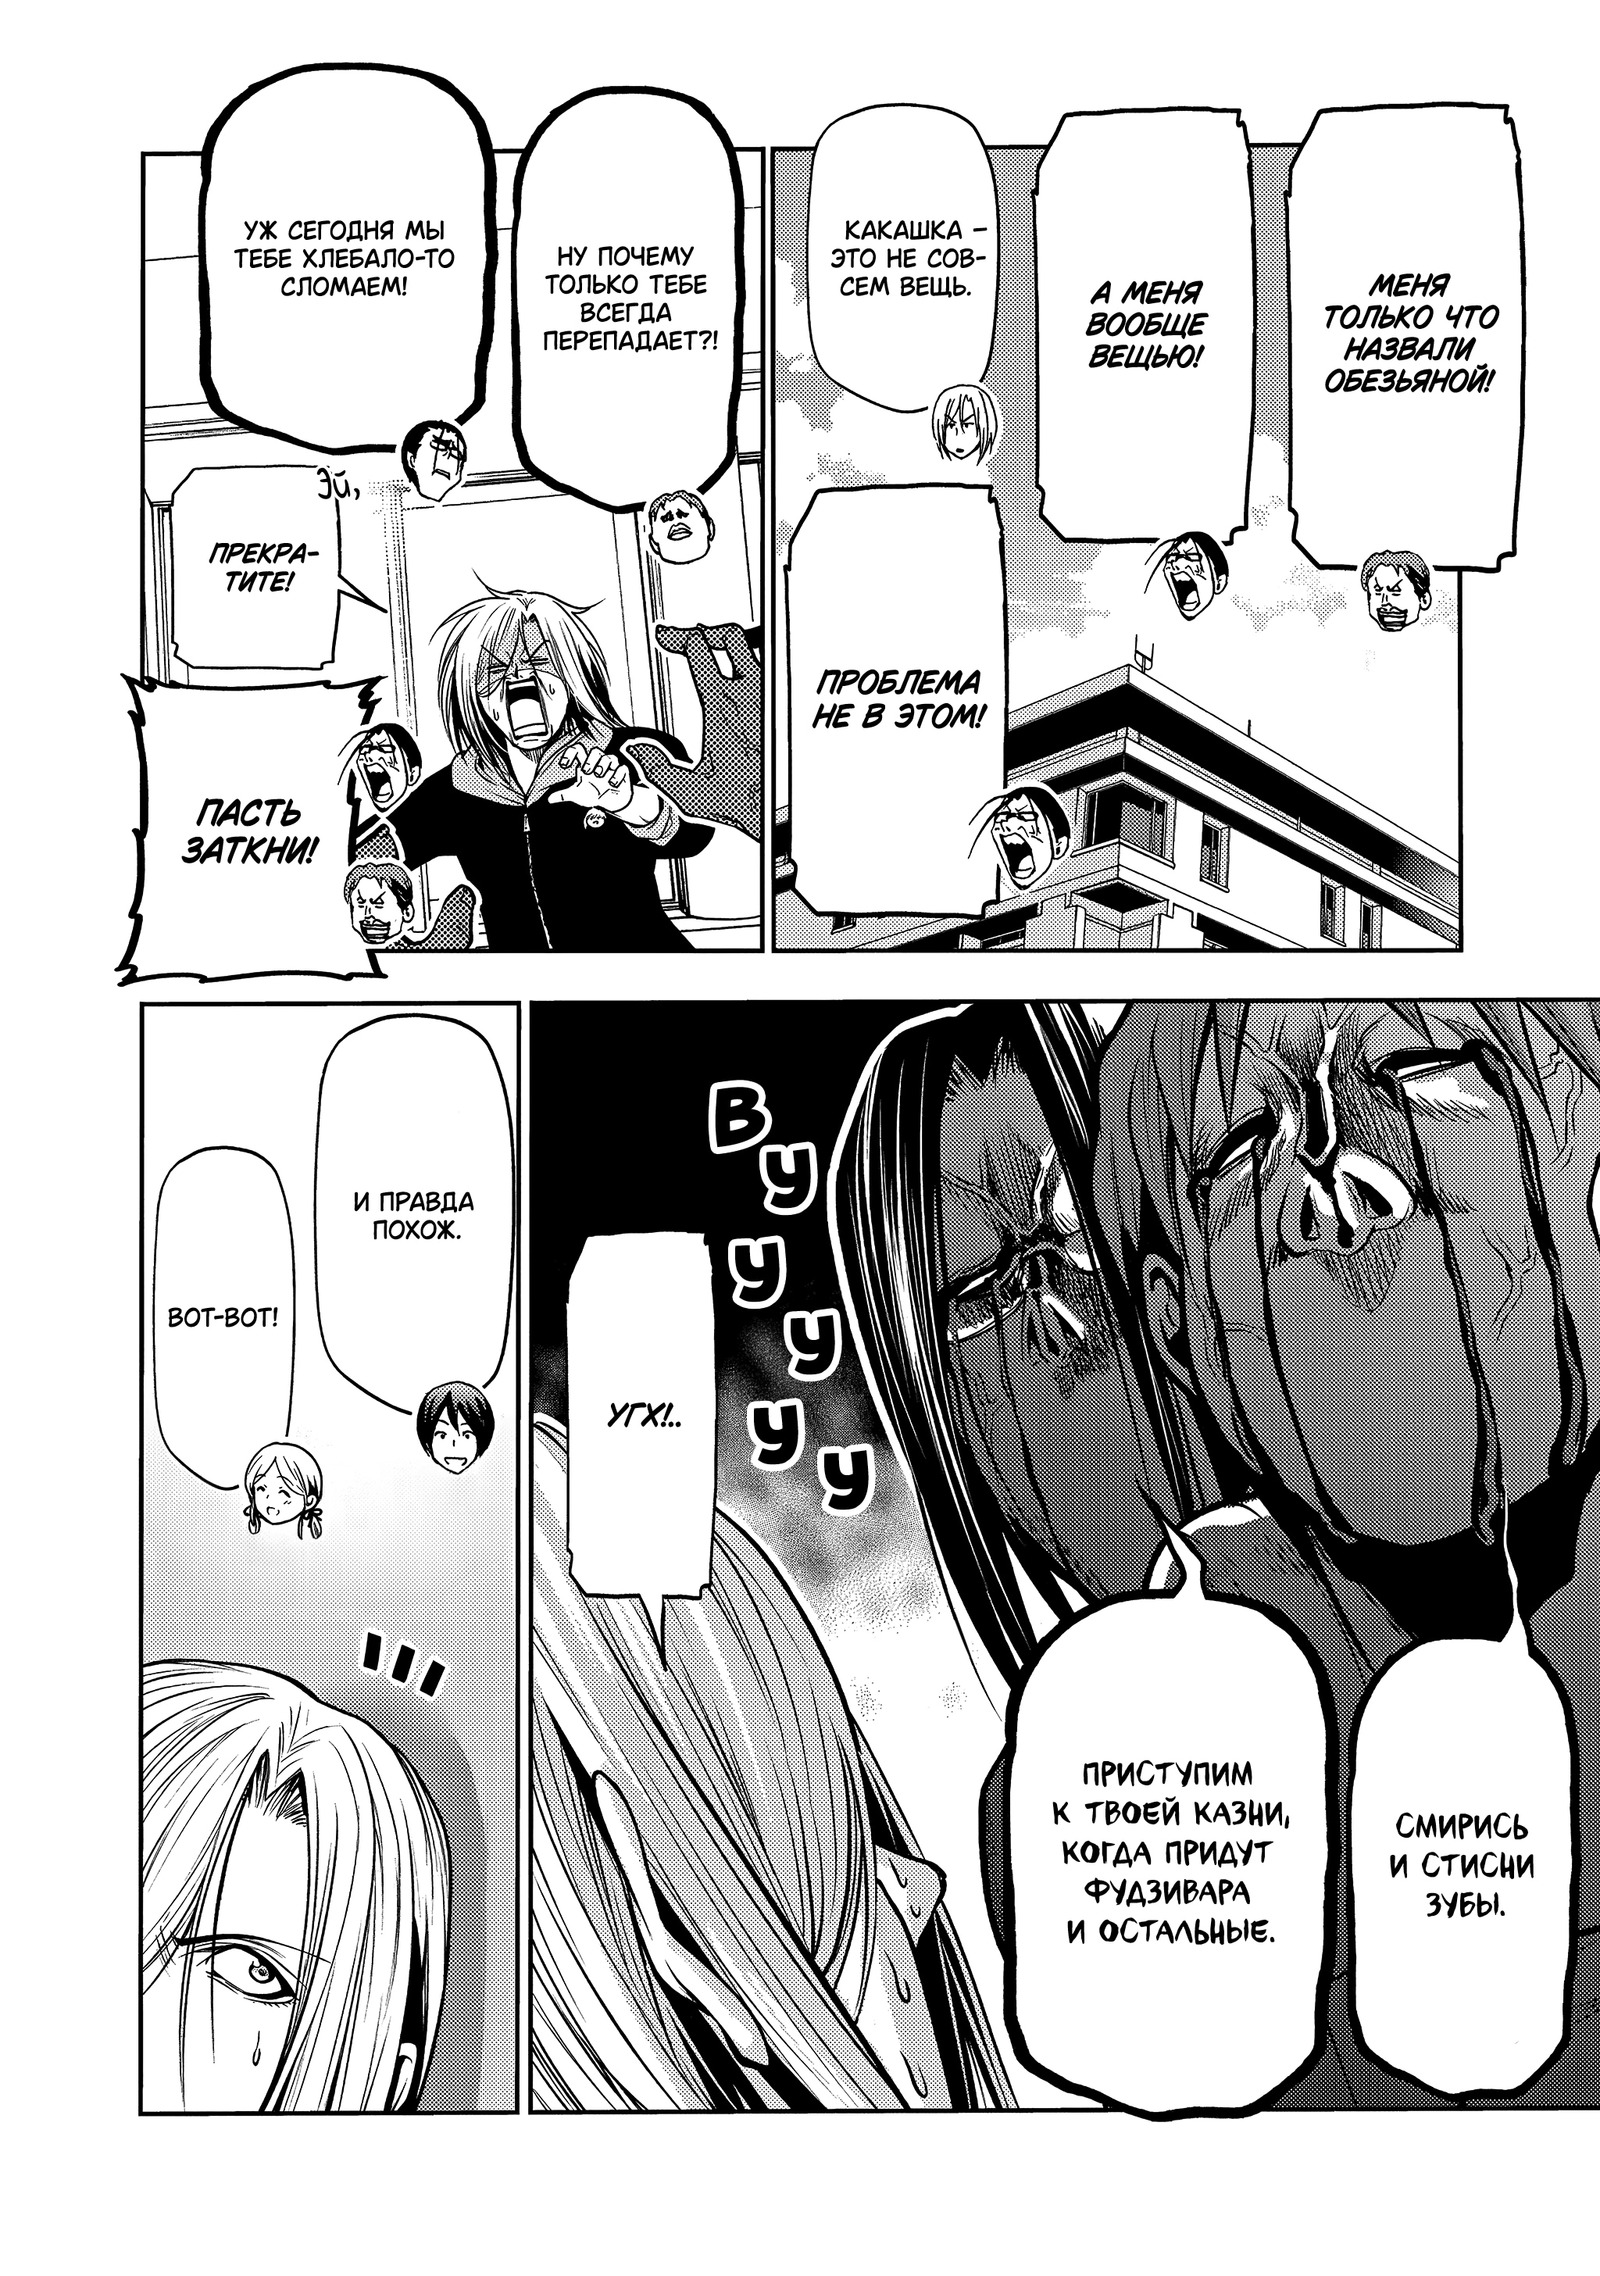 МЕНЯ
ТОЛЬКО ЧТО
НАЗВАЛИ
ОБЕЗЬЯНОЙ!
А МЕНЯ
ВООБЩЕ
ВЕЩЬЮ!
КАКАШКА –
ЭТО НЕ СОВ-
СЕМ ВЕЩЬ.
ПРОБЛЕМА
НЕ В ЭТОМ!
НУ ПОЧЕМУ
ТОЛЬКО ТЕБЕ
ВСЕГДА
ПЕРЕПАДАЕТ?!
УЖ СЕГОДНЯ МЫ
ТЕБЕ ХЛЕБАЛО-ТО
СЛОМАЕМ!
ЭЙ,
ПРЕКРА-
ТИТЕ!
ПАСТЬ
ЗАТКНИ!
СМИРИСЬ
И СТИСНИ
ЗУБЫ.
ПРИСТУПИМ
К ТВОЕЙ КАЗНИ,
КОГДА ПРИДУТ
ФУДЗИВАРА
И ОСТАЛЬНЫЕ.
ВУУУУУ
УГХ!..
И ПРАВДА
ПОХОЖ.
ВОТ-ВОТ!